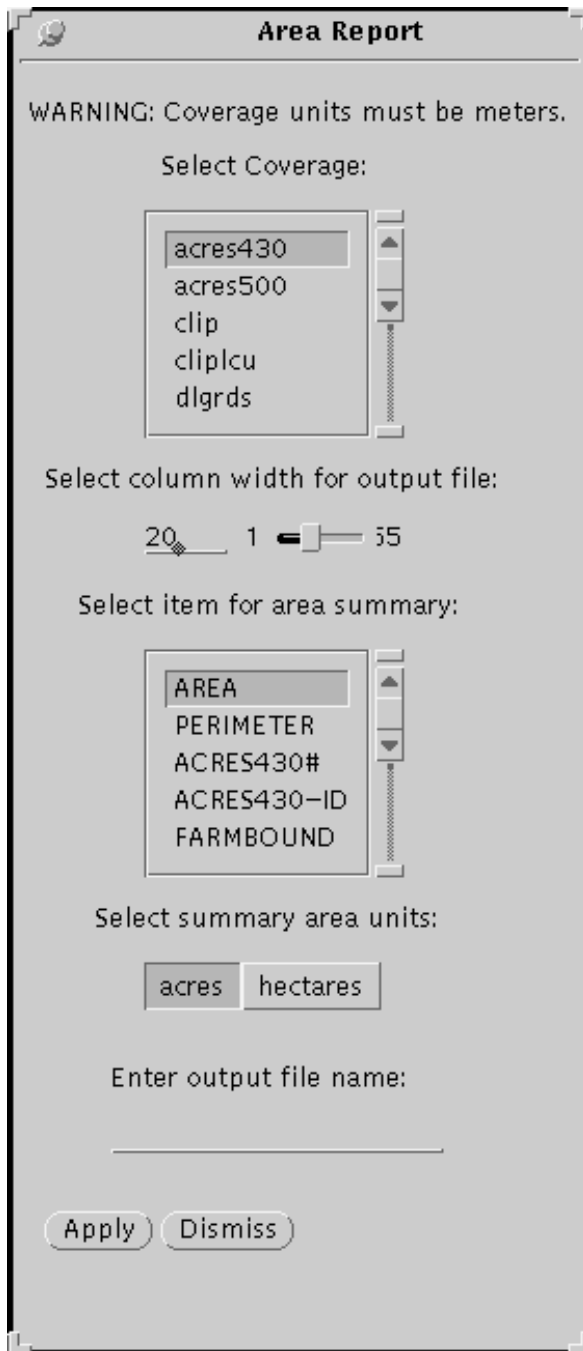 Area Report
WARNING: Coverage units must be meters.
Select Coverage:
acres430
acres500
clip
cliplcu
dlgrds
Select column width for output file:
20 1 55
Select item for area summary:
AREA
PERIMETER
ACRES430#
ACRES430-ID
FARMBOUND
Select summary area units:
acres hectares
Enter output file name:
Apply Dismiss